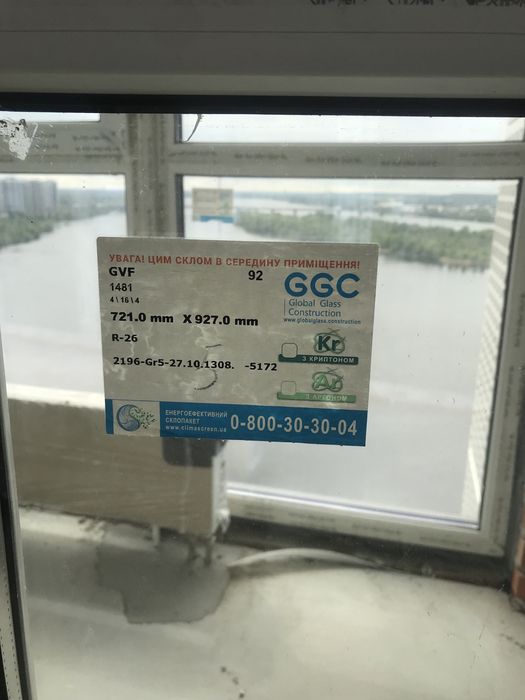 УВАГА! ЦИМ СКЛОМ В СЕРЕДИНУ ПРИМІЩЕННЯ!
GVF 92
1481
4\16\4
721.0 mm X 927.0 mm
R-26
2196-Gr5-27.10.1308. -5172
GGC
Global Glass
Construction
www.globalglass.construction
Kr
З КРИПТОНОМ
Ar
З АРГОНОМ
ЕНЕРГОЕФЕКТИВНИЙ
СКЛОПАКЕТ
www.climascreen.ua
0-800-30-30-04